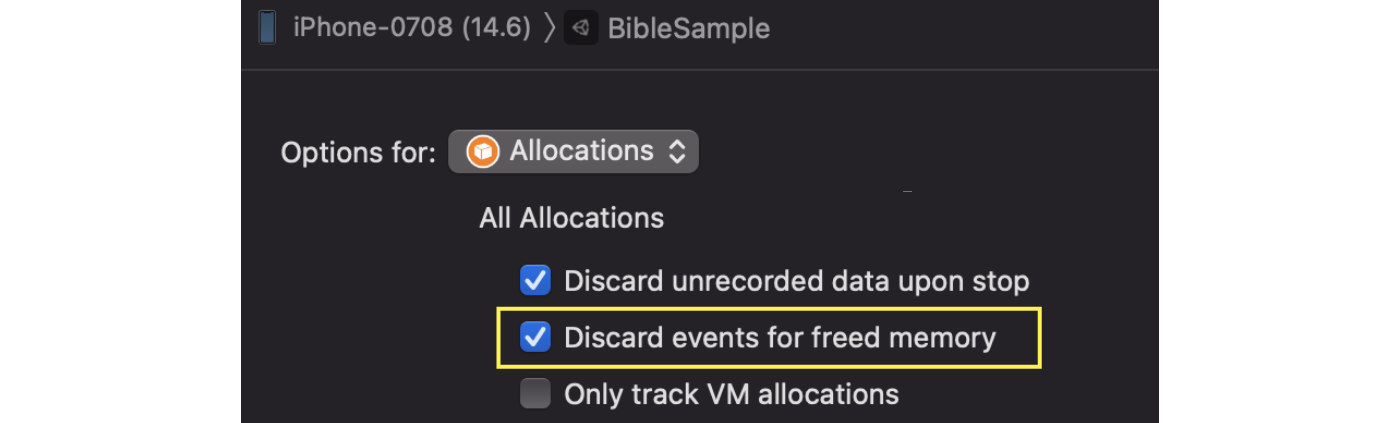 iPhone-0708 (14.6) 〉 BibleSample
Options for: Allocations
All Allocations
Discard unrecorded data upon stop
Discard events for freed memory
Only track VM allocations